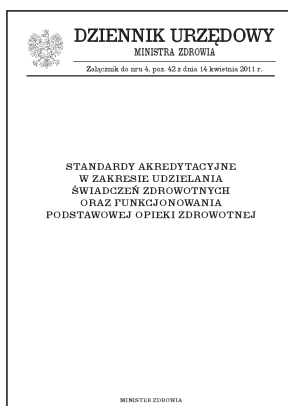 DZIENNIK URZĘDOWY
MINISTRA ZDROWIA
Załącznik do nru 4, poz. 42 z dnia 14 kwietnia 2011 r.
STANDARDY AKREDYTACYJNE
W ZAKRESIE UDZIELANIA
ŚWIADCZEŃ ZDROWOTNYCH
ORAZ FUNKCJONOWANIA
PODSTAWOWEJ OPIEKI ZDROWOTNEJ
MINISTER ZDROWIA